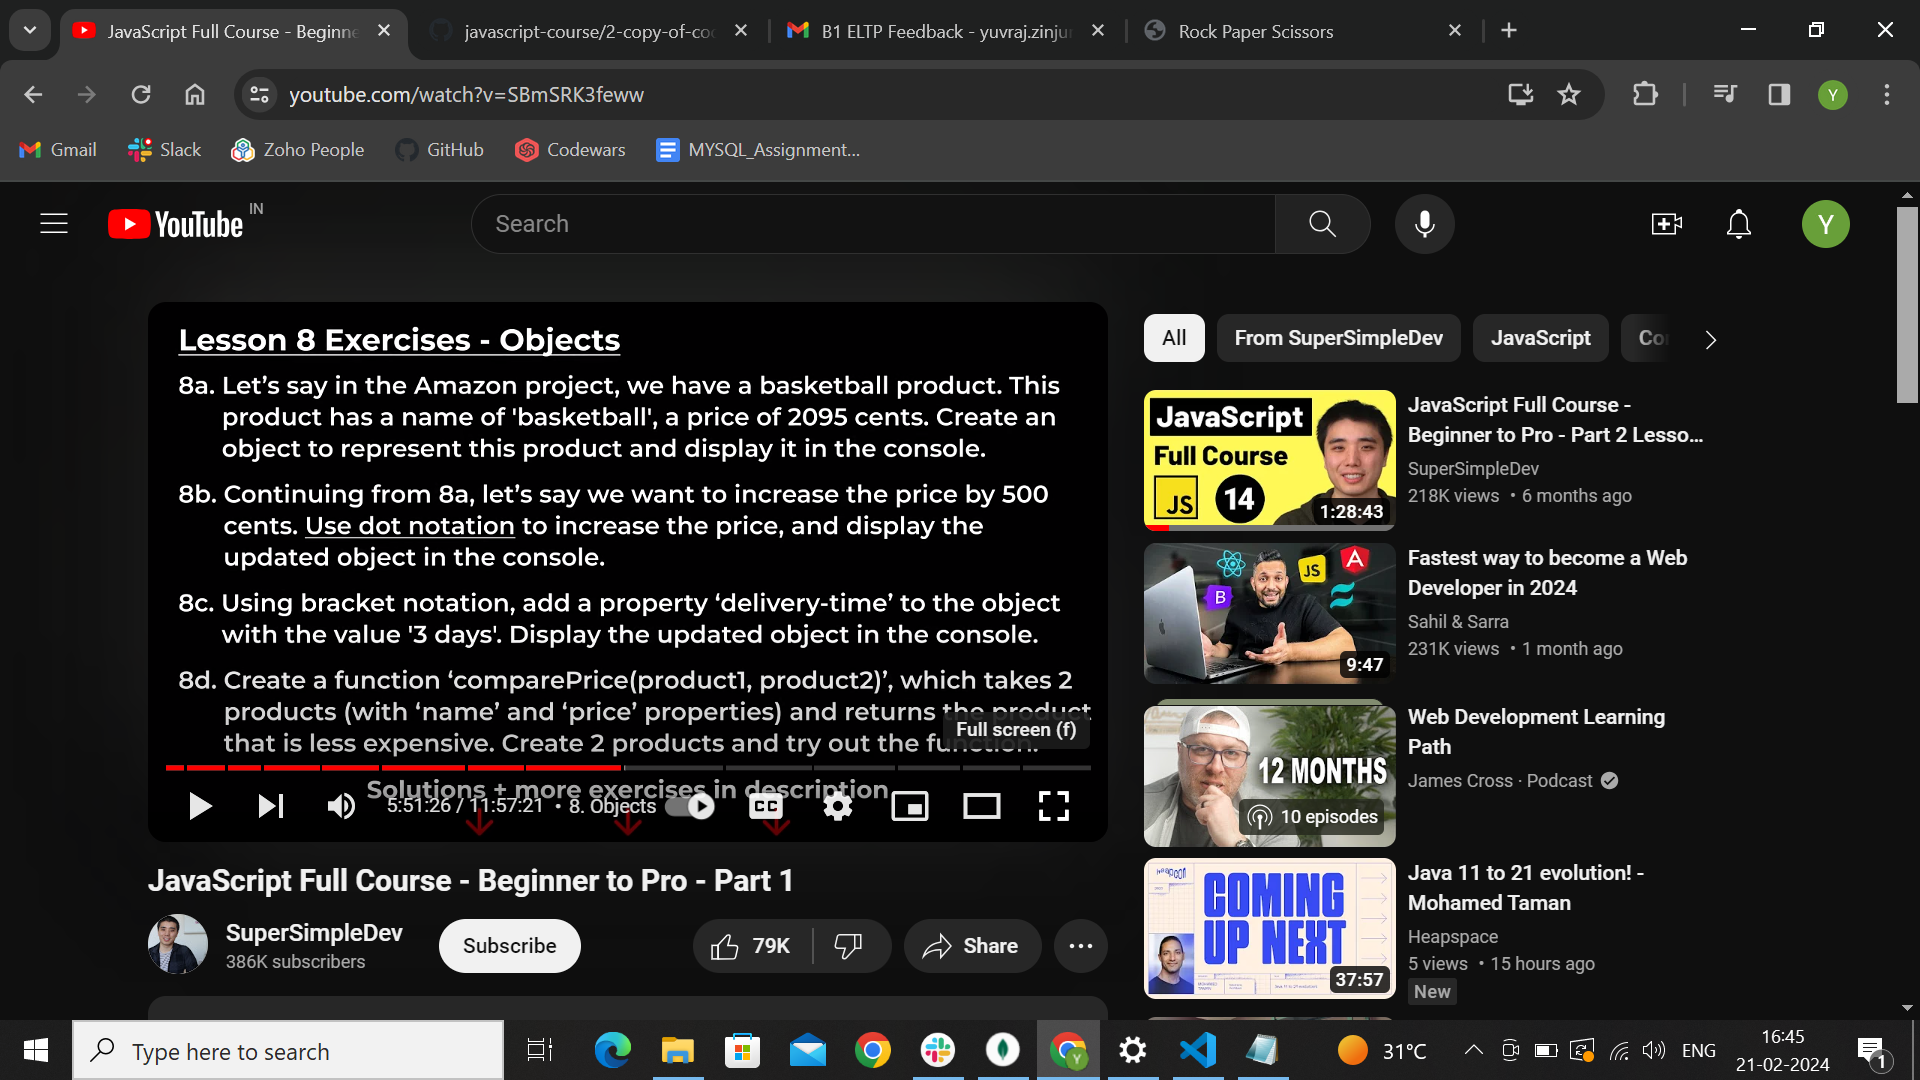 JavaScript Full Course - Beginne
javascript-course/2-copy-of-co
B1 ELTP Feedback - yuvraj.zinju
Rock Paper Scissors
youtube.com/watch?v=SBmSRK3feww
Y
Gmail
Slack
Zoho People
GitHub
Codewars
MYSQL_Assignment...
YouTube IN
Search
Y
Lesson 8 Exercises - Objects
8a. Let's say in the Amazon project, we have a basketball product. This
product has a name of 'basketball', a price of 2095 cents. Create an
object to represent this product and display it in the console.
8b. Continuing from 8a, let's say we want to increase the price by 500
cents. Use dot notation to increase the price, and display the
updated object in the console.
8c. Using bracket notation, add a property ‘delivery-time’ to the object
with the value '3 days'. Display the updated object in the console.
8d. Create a function ‘comparePrice(product1, product2)’, which takes 2
products (with ‘name’ and ‘price’ properties) and returns the product
that is less expensive. Create 2 products and try out the function.
Full screen (f)
Solutions + more exercises in description
5:51:26 / 11:57:21 • 8. Objects
CC
JavaScript Full Course - Beginner to Pro - Part 1
SuperSimpleDev
386K subscribers
Subscribe
79K
Share
All
From SuperSimpleDev
JavaScript
Co
JavaScript
Full Course
JS
14
1:28:43
JavaScript Full Course -
Beginner to Pro - Part 2 Lesso...
SuperSimpleDev
218K views • 6 months ago
JS
A
B
9:47
Fastest way to become a Web
Developer in 2024
Sahil & Sarra
231K views • 1 month ago
12 MONTHS
10 episodes
Web Development Learning
Path
James Cross · Podcast
heapcon
COMING
UP NEXT
37:57
Java 11 to 21 evolution! -
Mohamed Taman
Heapspace
5 views • 15 hours ago
New
Type here to search
Y
31°C
ENG
16:45
21-02-2024
1